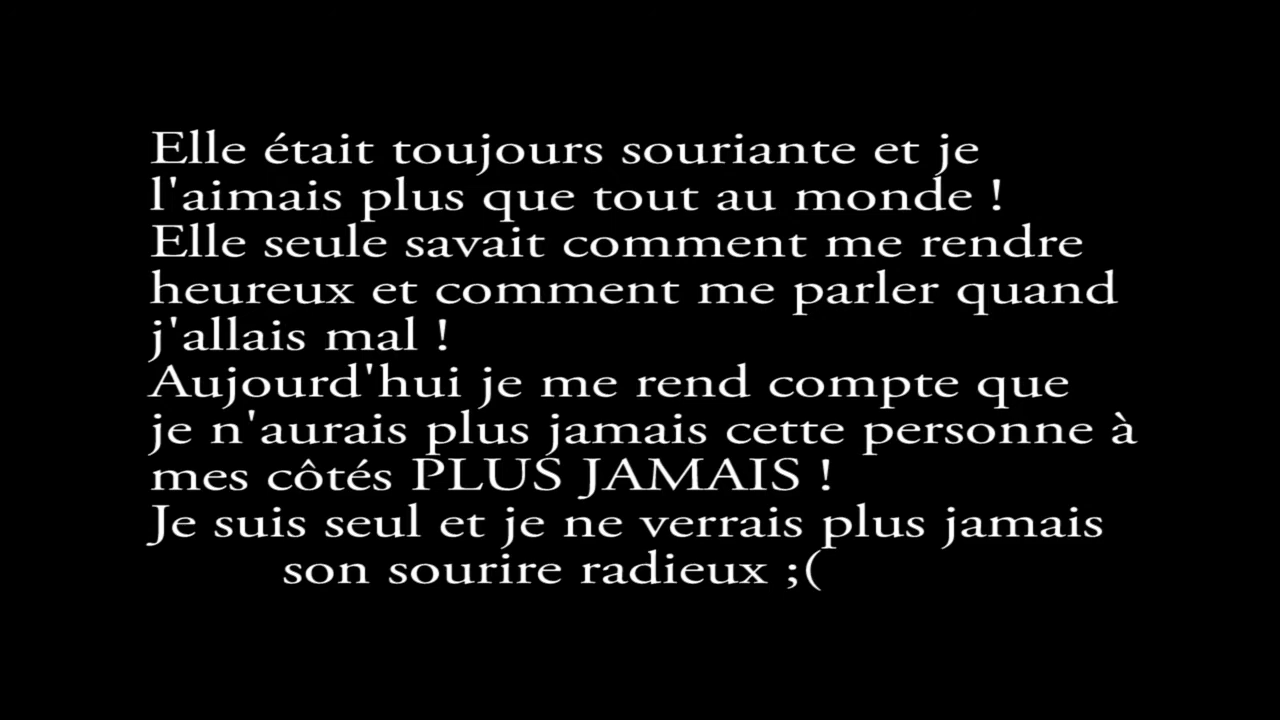 Elle était toujours souriante et je
l'aimais plus que tout au monde !
Elle seule savait comment me rendre
heureux et comment me parler quand
j'allais mal !
Aujourd'hui je me rend compte que
je n'aurais plus jamais cette personne à
mes côtés PLUS JAMAIS !
Je suis seul et je ne verrais plus jamais
son sourire radieux ;(